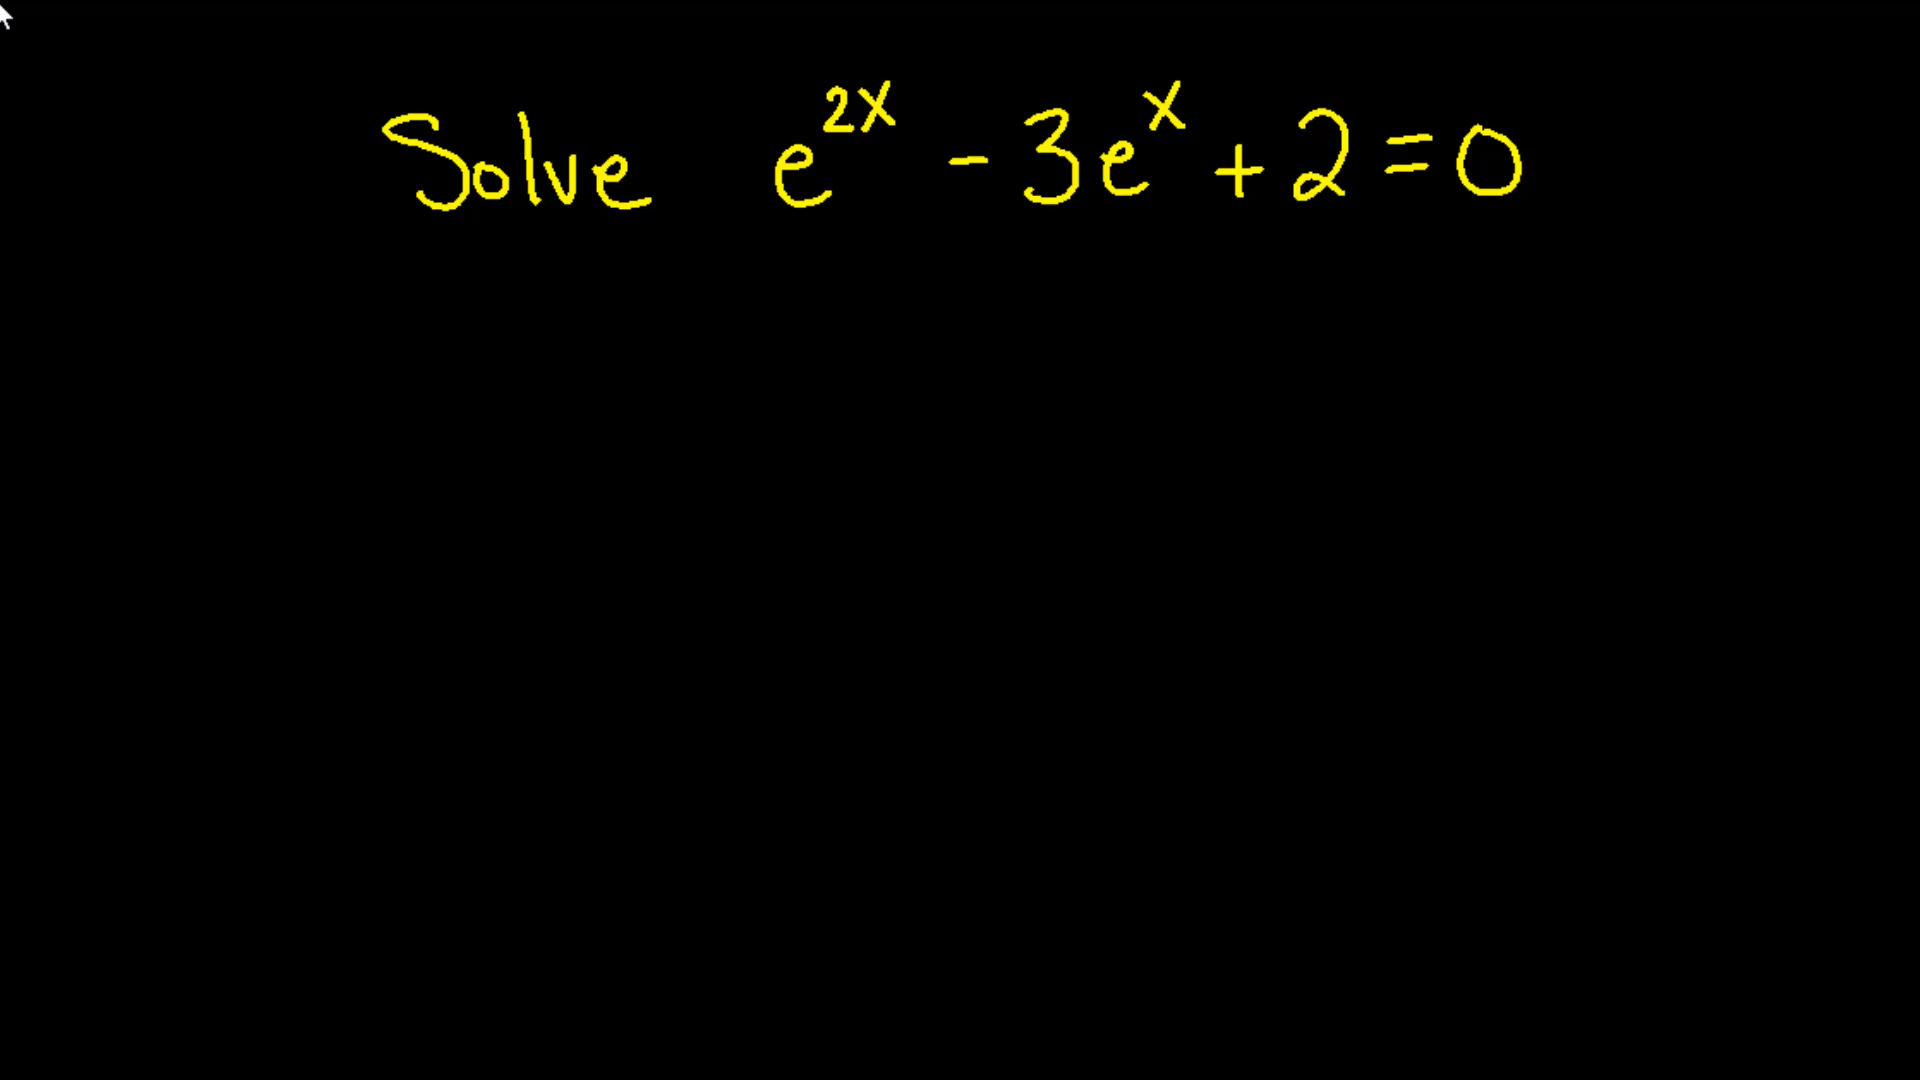 Solve e^{2x} - 3e^{x} + 2 = 0